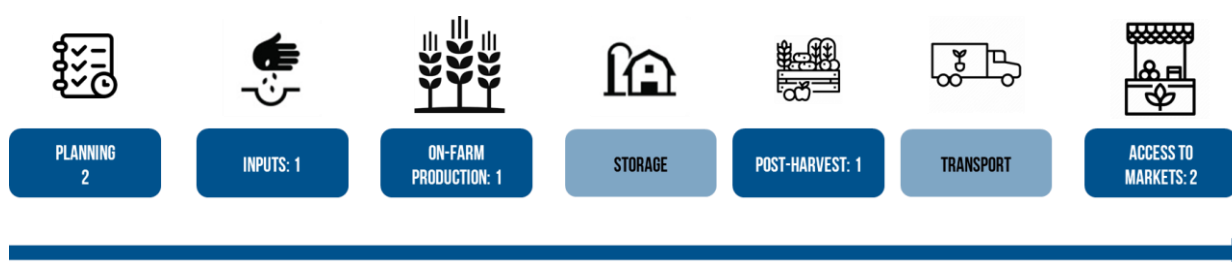 PLANNING
2
INPUTS: 1
ON-FARM
PRODUCTION: 1
STORAGE
POST-HARVEST: 1
TRANSPORT
ACCESS TO
MARKETS: 2